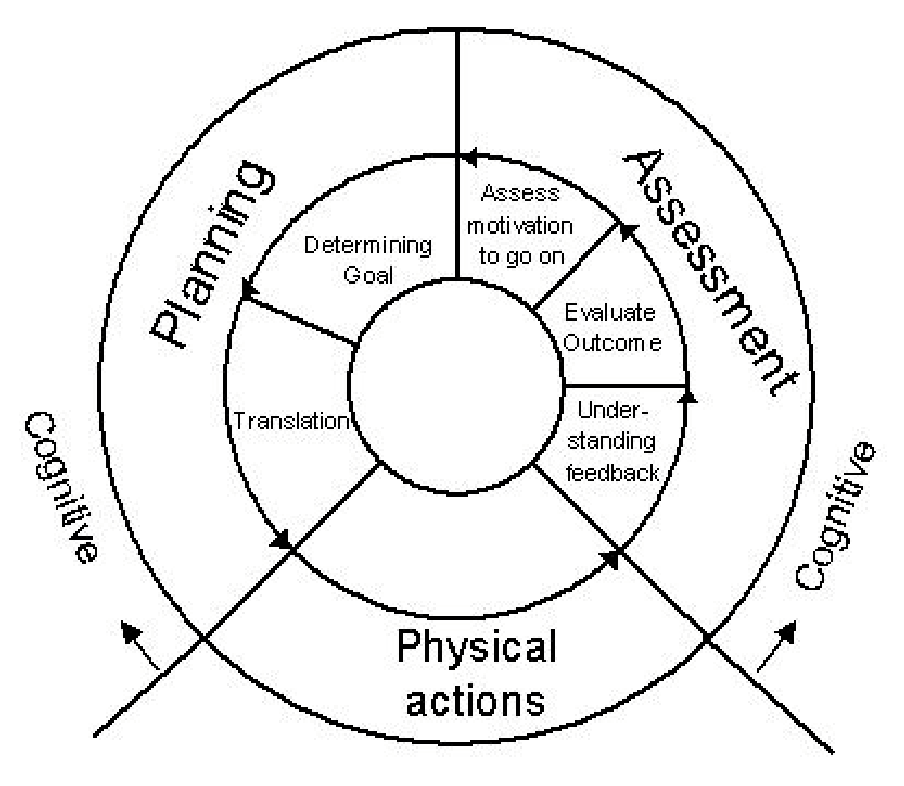 Planning
Assessment
Assess
motivation
to go on
Determining
Goal
Evaluate
Outcome
Translation
Under-
standing
feedback
Cognitive
Cognitive
Physical
actions